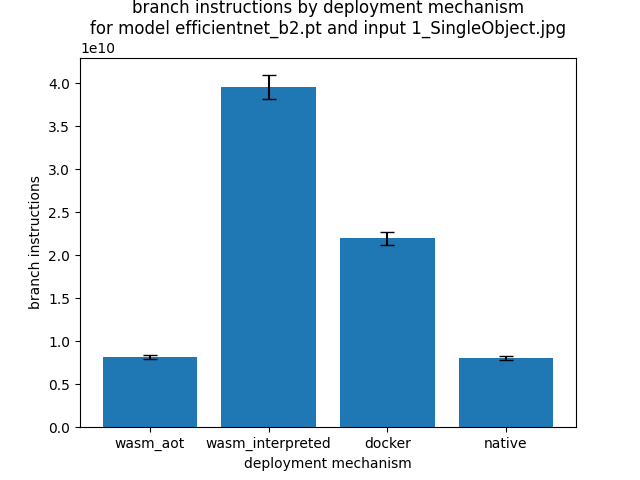 branch instructions by deployment mechanism
for model efficientnet_b2.pt and input 1_SingleObject.jpg
1e10
4.0
3.5
3.0
2.5
2.0
1.5
1.0
0.5
0.0
branch instructions
wasm_aot wasm_interpreted docker native
deployment mechanism